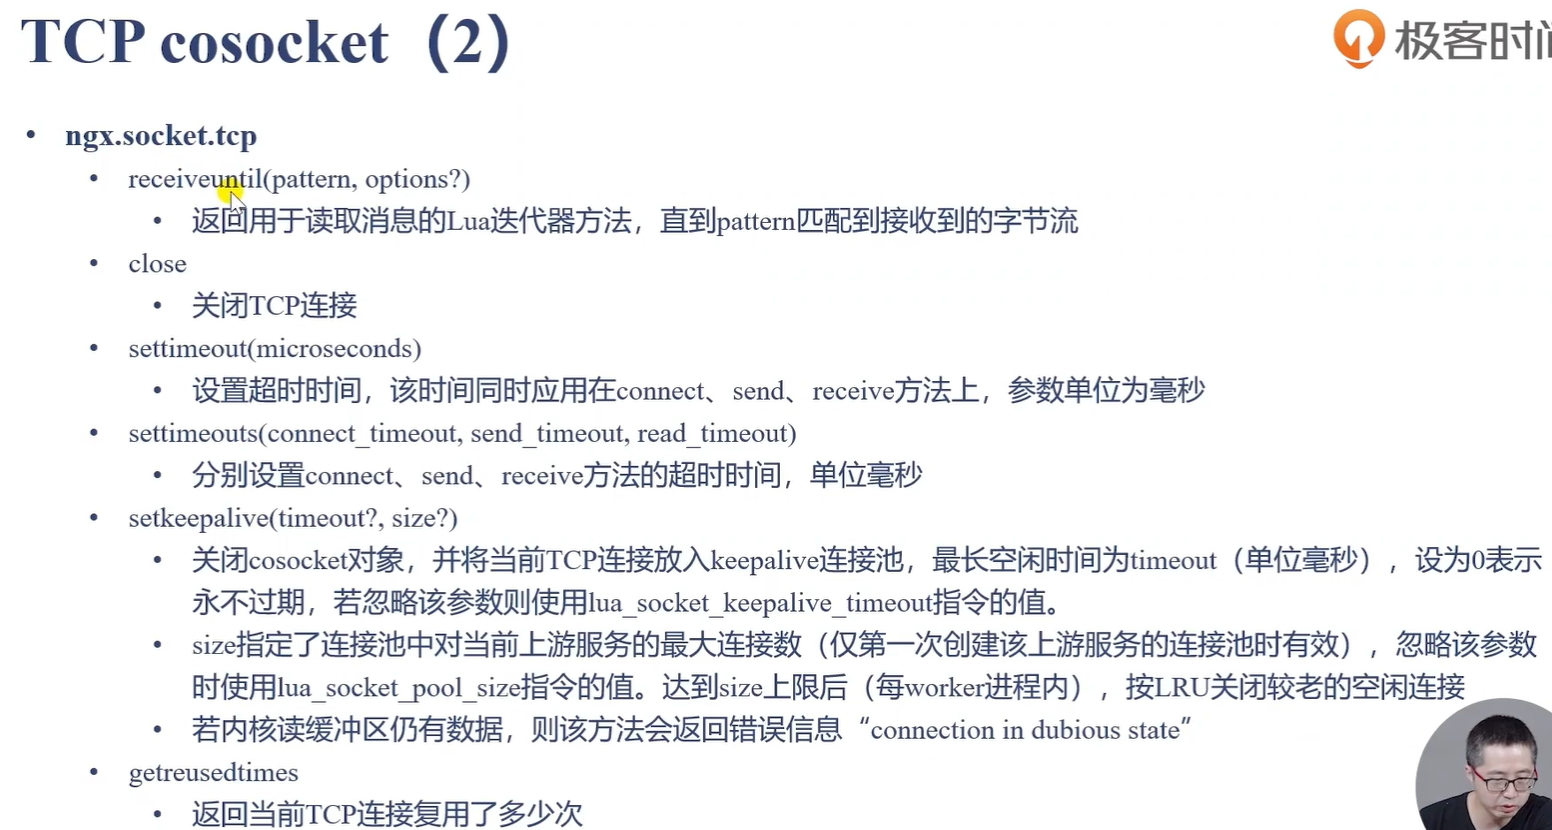 TCP cosocket（2）
极客时间
• ngx.socket.tcp
• receiveuntil(pattern, options?)
• 返回用于读取消息的Lua迭代器方法，直到pattern匹配到接收到的字节流
• close
• 关闭TCP连接
• settimeout(microseconds)
• 设置超时时间，该时间同时应用在connect、send、receive方法上，参数单位为毫秒
• settimeouts(connect_timeout, send_timeout, read_timeout)
• 分别设置connect、send、receive方法的超时时间，单位毫秒
• setkeepalive(timeout?, size?)
• 关闭cosocket对象，并将当前TCP连接放入keepalive连接池，最长空闲时间为timeout（单位毫秒），设为0表示
永不过期，若忽略该参数则使用lua_socket_keepalive_timeout指令的值。
• size指定了连接池中对当前上游服务的最大连接数（仅第一次创建该上游服务的连接池时有效），忽略该参数
时使用lua_socket_pool_size指令的值。达到size上限后（每worker进程内），按LRU关闭较老的空闲连接
• 若内核读缓冲区仍有数据，则该方法会返回错误信息“connection in dubious state”
• getreusedtimes
• 返回当前TCP连接复用了多少次